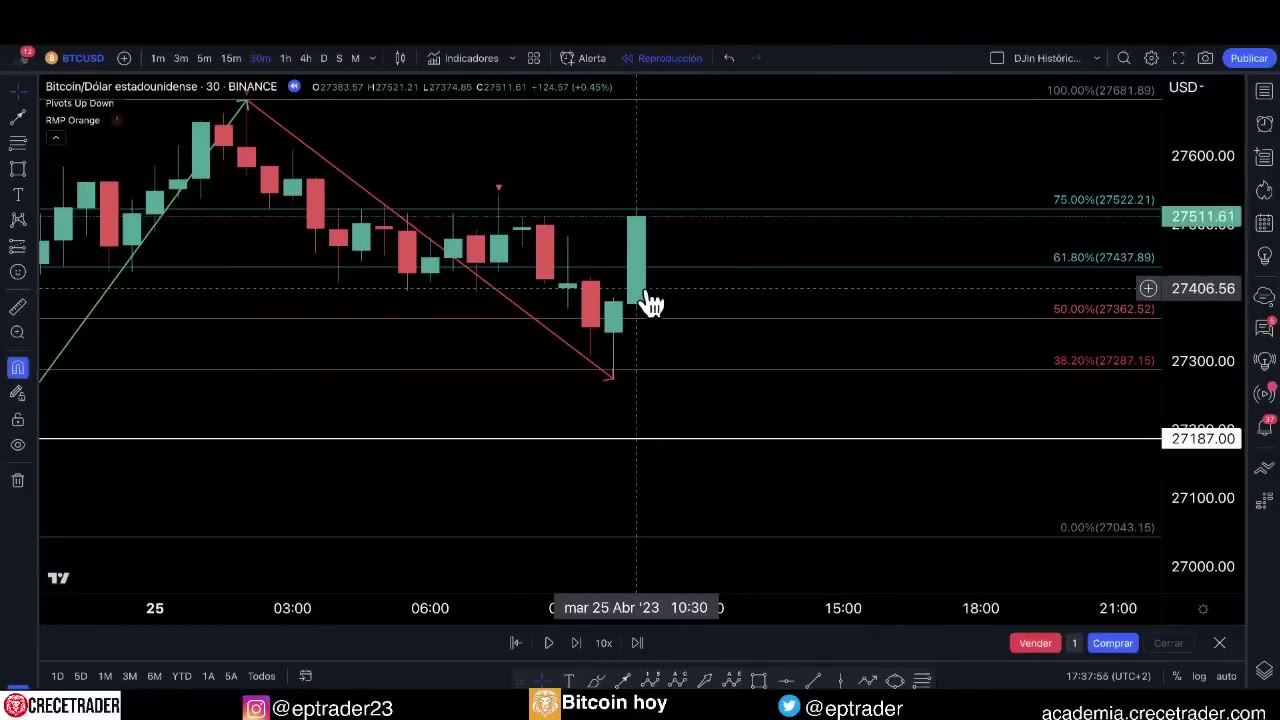 12
BTCUSD
1m 3m 5m 15m 30m 1h 4h D S M
Indicadores
Alerta
Reproducción
DJIn Históric...
Publicar
Bitcoin/Dólar estadounidense · 30 · BINANCE
O27383.57 H27521.21 L27374.85 C27511.61 +124.57 (+0.45%)
Pivots Up Down
RMP Orange
USD
100.00%(27681.89)
27600.00
75.00%(27522.21)
27511.61
61.80%(27437.89)
27406.56
50.00%(27362.52)
38.20%(27287.15)
27300.00
27187.00
27100.00
0.00%(27043.15)
27000.00
37
25 03:00 06:00 mar 25 Abr '23 10:30 15:00 18:00 21:00
10x
Vender 1 Comprar Cerrar
1D 5D 1M 3M 6M YTD 1A 5A Todos
17:37:56 (UTC+2)
% log auto
CRECETRADER
@eptrader23
Bitcoin hoy
@eptrader
academia.crecetrader.com